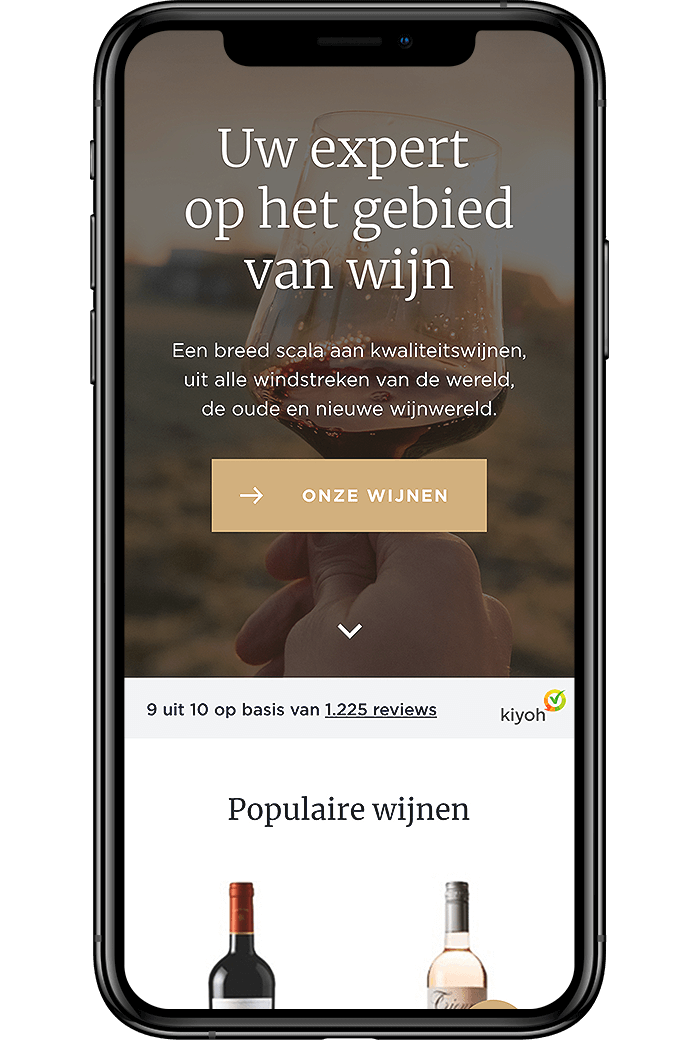 Uw expert
op het gebied
van wijn
Een breed scala aan kwaliteitswijnen,
uit alle windstreken van de wereld,
de oude en nieuwe wijnwereld.
ONZE WIJNEN
9 uit 10 op basis van 1.225 reviews
kiyoh
Populaire wijnen